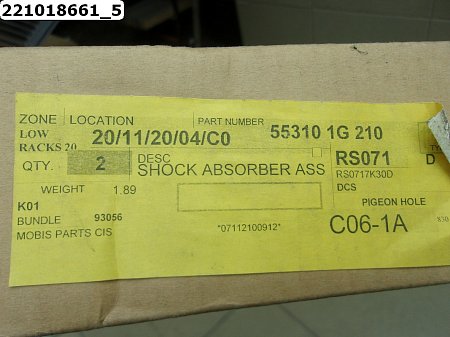 221018661_5
ZONE LOCATION PART NUMBER
LOW RACKS 20 20/11/20/04/C0 55310 1G 210
QTY. 2 DESC SHOCK ABSORBER ASS RS071 D
RS0717K30D
WEIGHT 1.89 DCS
K01 PIGEON HOLE
BUNDLE 93056 *07112100912* C06-1A 830
MOBIS PARTS CIS